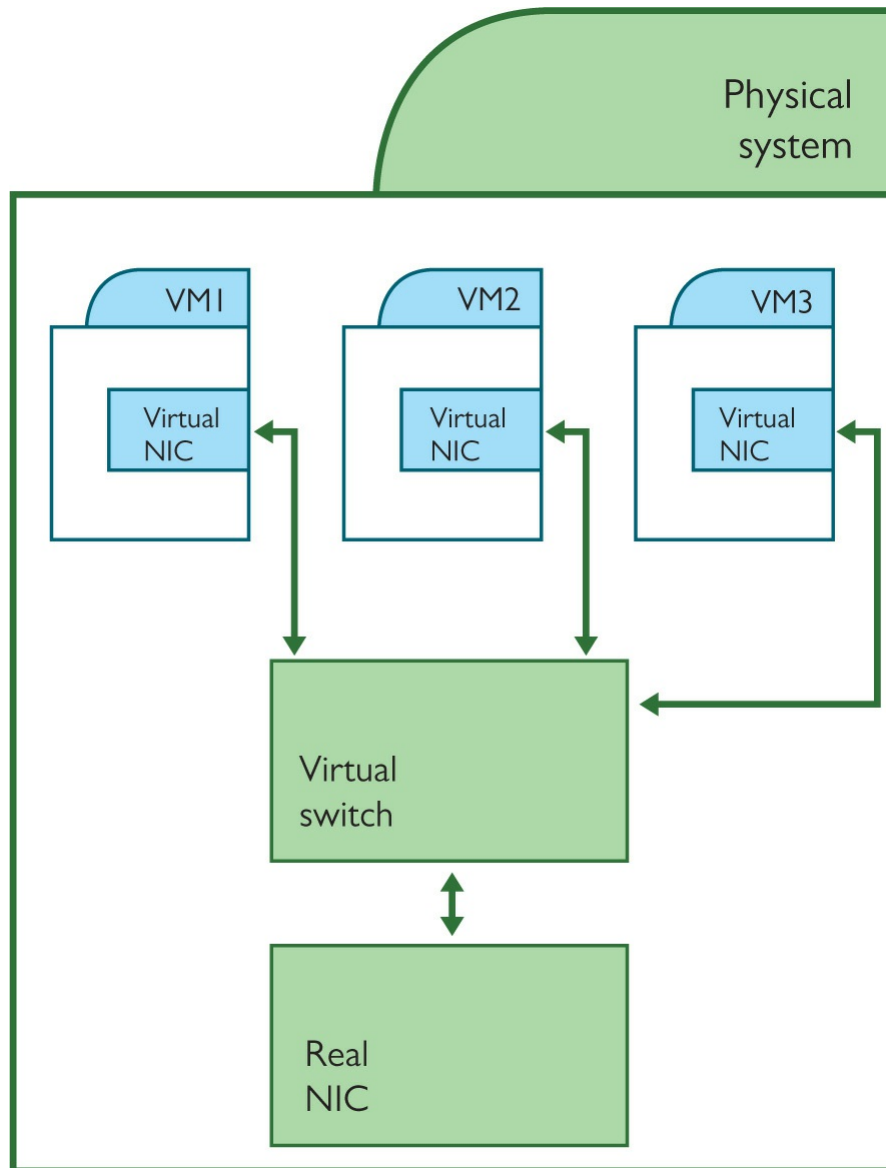 Physical
system
VM1
VM2
VM3
Virtual
NIC
Virtual
NIC
Virtual
NIC
Virtual
switch
Real
NIC